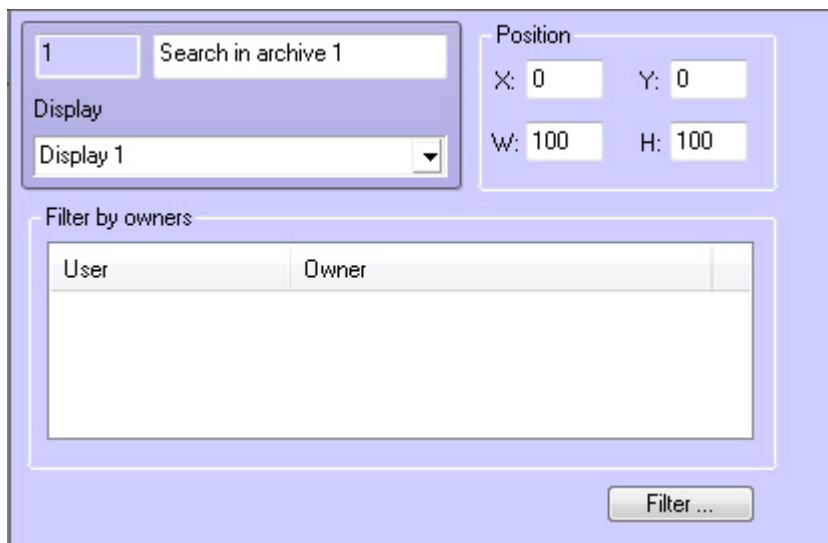 1
Search in archive 1
Display
Display 1
Position
X: 0 Y: 0
W: 100 H: 100
Filter by owners
User Owner
Filter ...